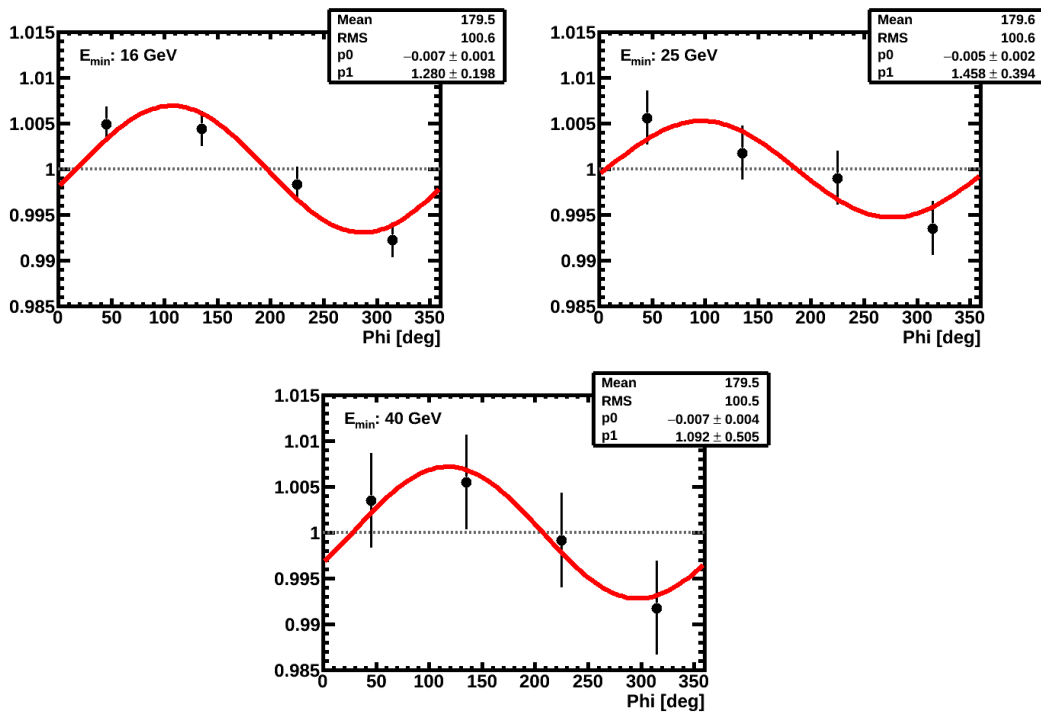 Mean 179.5
RMS 100.6
p0 −0.007 ± 0.001
p1 1.280 ± 0.198
E_min: 16 GeV
1.015
1.01
1.005
1
0.995
0.99
0.985
0 50 100 150 200 250 300 350
Phi [deg]
Mean 179.6
RMS 100.6
p0 −0.005 ± 0.002
p1 1.458 ± 0.394
E_min: 25 GeV
1.015
1.01
1.005
1
0.995
0.99
0.985
0 50 100 150 200 250 300 350
Phi [deg]
Mean 179.5
RMS 100.5
p0 −0.007 ± 0.004
p1 1.092 ± 0.505
E_min: 40 GeV
1.015
1.01
1.005
1
0.995
0.99
0.985
0 50 100 150 200 250 300 350
Phi [deg]